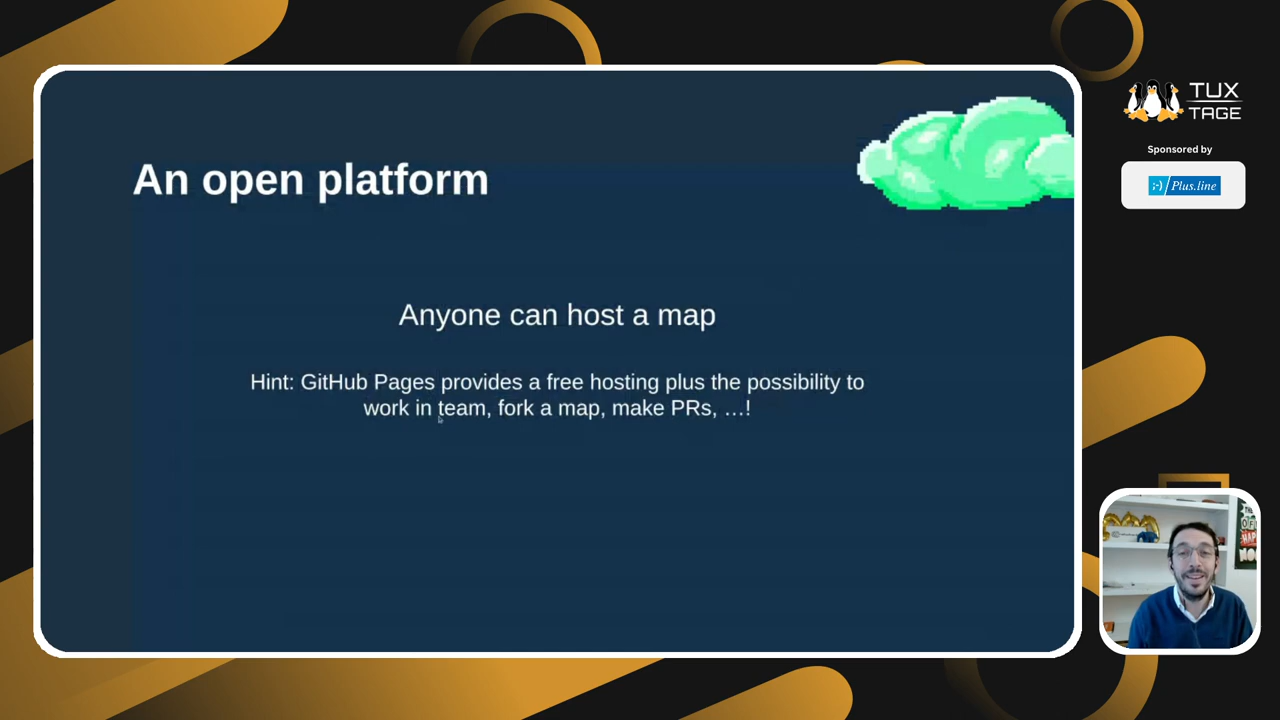 An open platform
Anyone can host a map
Hint: GitHub Pages provides a free hosting plus the possibility to
work in team, fork a map, make PRs, …!
TUX
TAGE
Sponsored by
;-) Plus.line